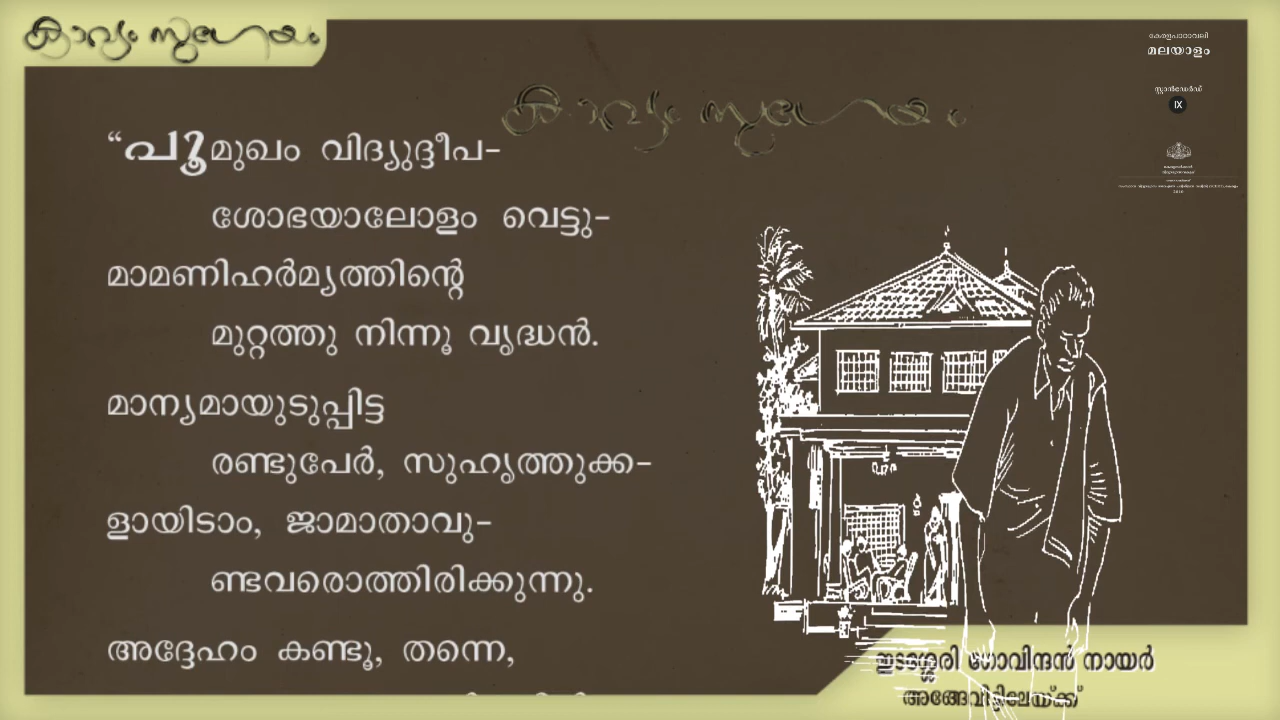 കാവ്യം സുഗേയം
കേരളപാഠാവലി
മലയാളം
സ്റ്റാൻഡേർഡ്
IX
കാവ്യം സുഗേയം
“പൂമുഖം വിദ്യുദ്ദീപ-
ശോഭയാലോളം വെട്ടു-
മാമണിഹർമ്യത്തിന്റെ
മുറ്റത്തു നിന്നൂ വൃദ്ധൻ.
മാന്യമായുടുപ്പിട്ട
രണ്ടുപേർ, സുഹൃത്തുക്ക-
ളായിടാം, ജാമാതാവു-
ണ്ടവരൊത്തിരിക്കുന്നു.
അദ്ദേഹം കണ്ടൂ, തന്നെ,
ഇടശ്ശേരി ഗോവിന്ദൻ നായർ
അങ്ങേവീട്ടിലേയ്ക്ക്